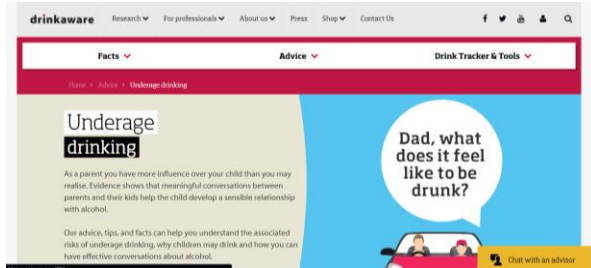 drinkaware
Research For professionals About us Press Shop Contact Us
Facts Advice Drink Tracker & Tools
Home > Advice > Underage drinking
Underage
drinking
As a parent you have more influence over your child than you may
realise. Evidence shows that meaningful conversations between
parents and their kids help the child develop a sensible relationship
with alcohol.
Our advice, tips, and facts can help you understand the associated
risks of underage drinking, why children may drink and how you can
have effective conversations about alcohol.
Dad, what
does it feel
like to be
drunk?
Chat with an advisor